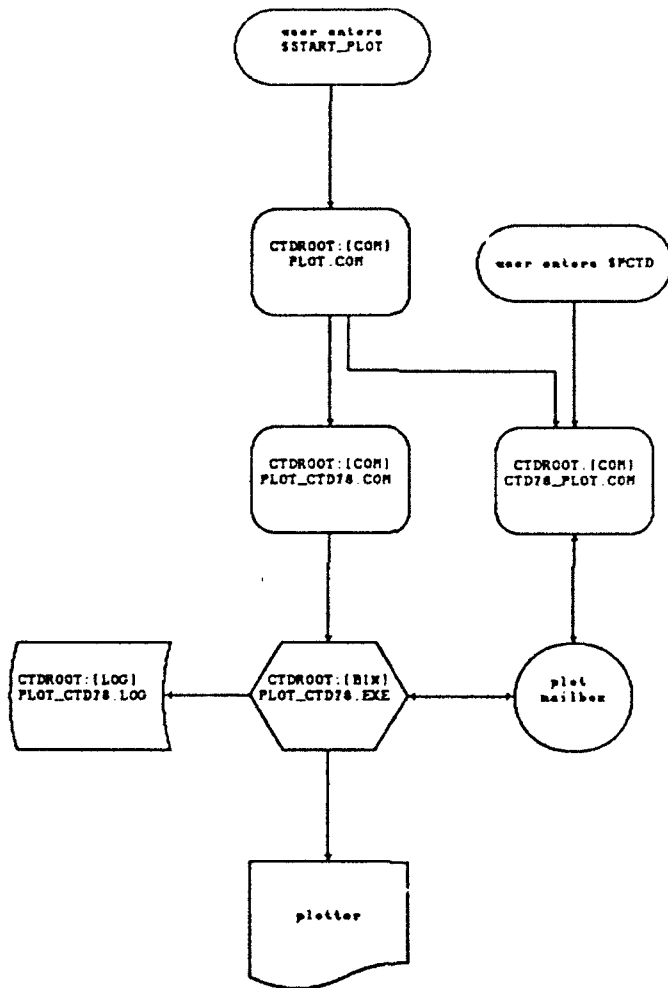 user enters
$START_PLOT
CTDROOT:[COM]
PLOT.COM
user enters $PCTD
CTDROOT:[COM]
PLOT_CTD78.COM
CTDROOT.[COM]
CTD78_PLOT.COM
CTDROOT:[LOG]
PLOT_CTD78.LOG
CTDROOT:[BIN]
PLOT_CTD78.EXE
plot
mailbox
plotter